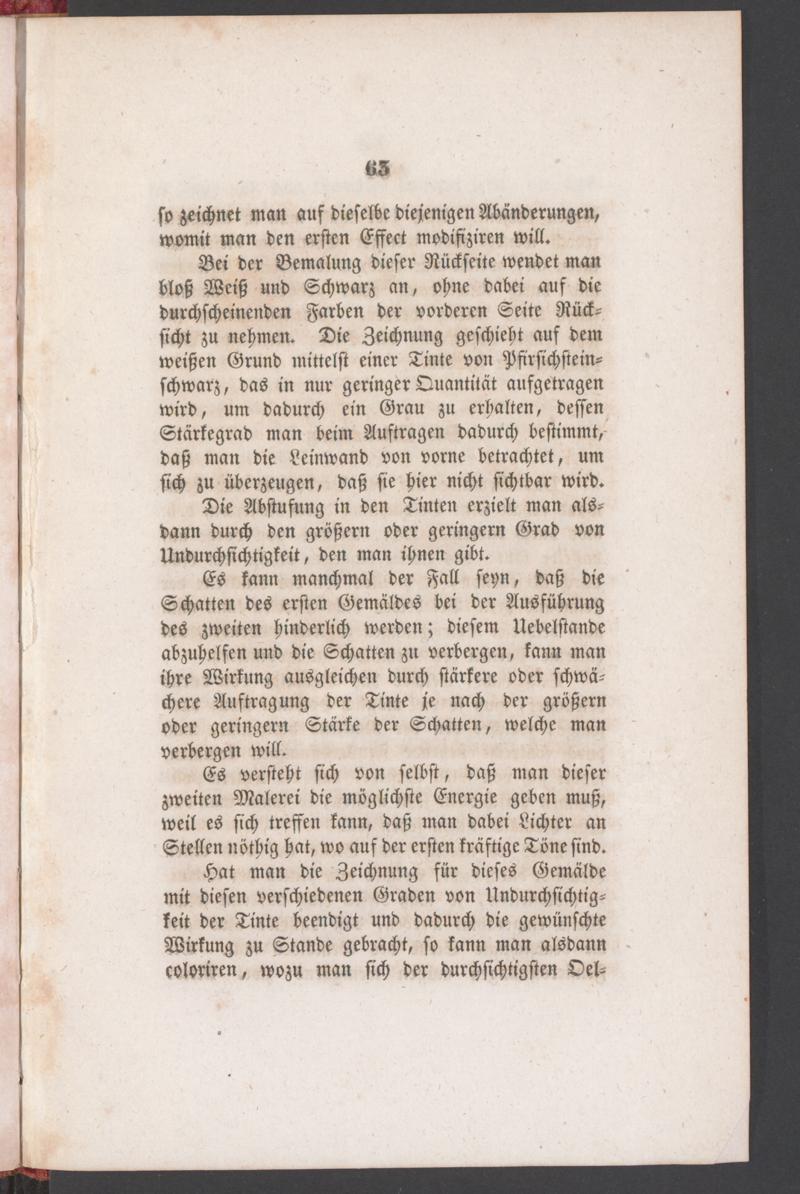 63
so zeichnet man auf dieselbe diejenigen Abänderungen,
womit man den ersten Effect modifiziren will.
Bei der Bemalung dieser Rückseite wendet man
bloß Weiß und Schwarz an, ohne dabei auf die
durchscheinenden Farben der vorderen Seite Rück-
sicht zu nehmen. Die Zeichnung geschieht auf dem
weißen Grund mittelst einer Tinte von Pfirsichstein-
schwarz, das in nur geringer Quantität aufgetragen
wird, um dadurch ein Grau zu erhalten, dessen
Stärkegrad man beim Auftragen dadurch bestimmt,
daß man die Leinwand von vorne betrachtet, um
sich zu überzeugen, daß sie hier nicht sichtbar wird.
Die Abstufung in den Tinten erzielt man als-
dann durch den größern oder geringern Grad von
Undurchsichtigkeit, den man ihnen gibt.
Es kann manchmal der Fall seyn, daß die
Schatten des ersten Gemäldes bei der Ausführung
des zweiten hinderlich werden; diesem Uebelstande
abzuhelfen und die Schatten zu verbergen, kann man
ihre Wirkung ausgleichen durch stärkere oder schwä-
chere Auftragung der Tinte je nach der größern
oder geringern Stärke der Schatten, welche man
verbergen will.
Es versteht sich von selbst, daß man dieser
zweiten Malerei die möglichste Energie geben muß,
weil es sich treffen kann, daß man dabei Lichter an
Stellen nöthig hat, wo auf der ersten kräftige Töne sind.
Hat man die Zeichnung für dieses Gemälde
mit diesen verschiedenen Graden von Undurchsichtig-
keit der Tinte beendigt und dadurch die gewünschte
Wirkung zu Stande gebracht, so kann man alsdann
coloriren, wozu man sich der durchsichtigsten Oel-